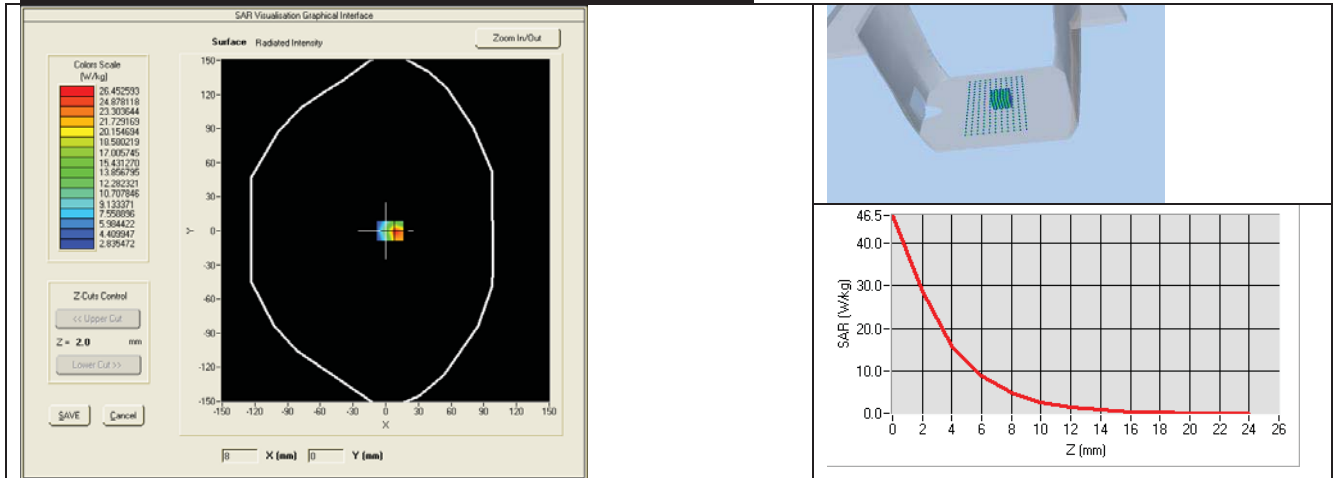 SAR Visualisation Graphical Interface
Surface Radiated Intensity
Zoom In/Out
Colors Scale
(W/kg)
26.452593
24.878118
23.303644
21.729169
20.154694
18.580219
17.005745
15.431270
13.856795
12.282321
10.707846
9.133371
7.558896
5.984422
4.409947
2.835472
Z-Cuts Control
<< Upper Cut
Z = 2.0 mm
Lower Cut >>
SAVE Cancel
150
120
90
60
30
0
-30
-60
-90
-120
-150
Y
-150 -120 -90 -60 -30 0 30 60 90 120 150
X
8 X (mm) 0 Y (mm)
46.5
40.0
30.0
20.0
10.0
0.0
SAR (W/kg)
0 2 4 6 8 10 12 14 16 18 20 22 24 26
Z (mm)